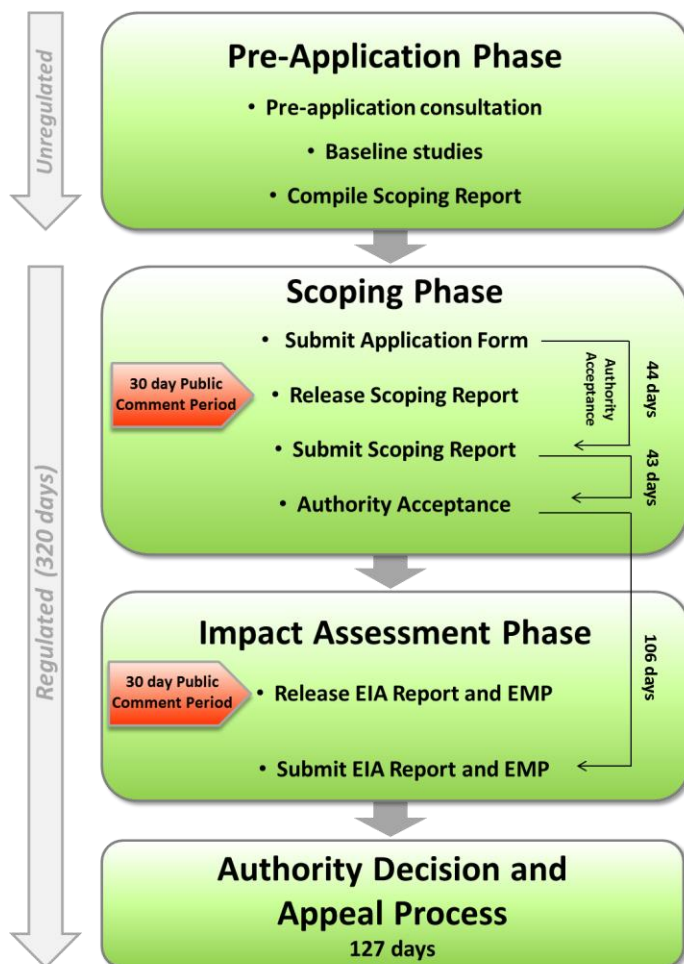 Unregulated
Pre-Application Phase
• Pre-application consultation
• Baseline studies
• Compile Scoping Report
Regulated (320 days)
Scoping Phase
• Submit Application Form
30 day Public
Comment Period
• Release Scoping Report
Authority
Acceptance
44 days
• Submit Scoping Report
43 days
• Authority Acceptance
Impact Assessment Phase
106 days
30 day Public
Comment Period
• Release EIA Report and EMP
• Submit EIA Report and EMP
Authority Decision and
Appeal Process
127 days